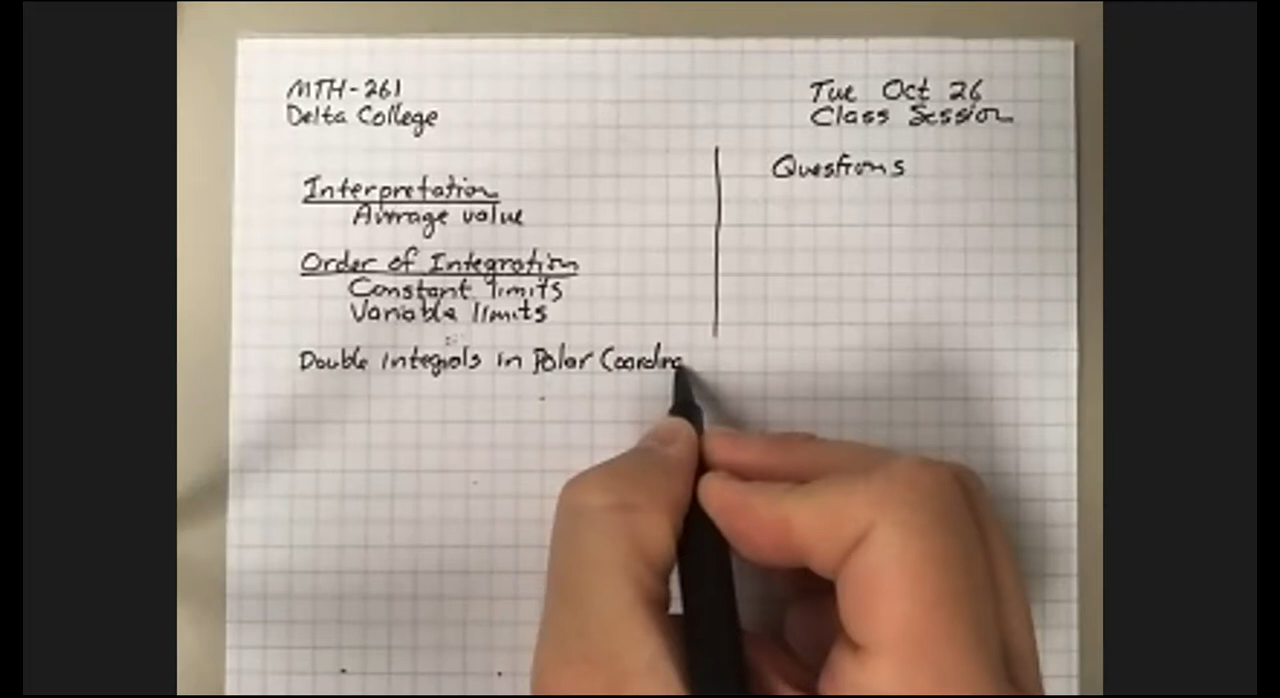 MTH-261
Delta College
Tue Oct 26
Class Session
Interpretation
Average value
Order of Integration
Constant limits
Variable limits
Questions
Double Integrals in Polar Coordina